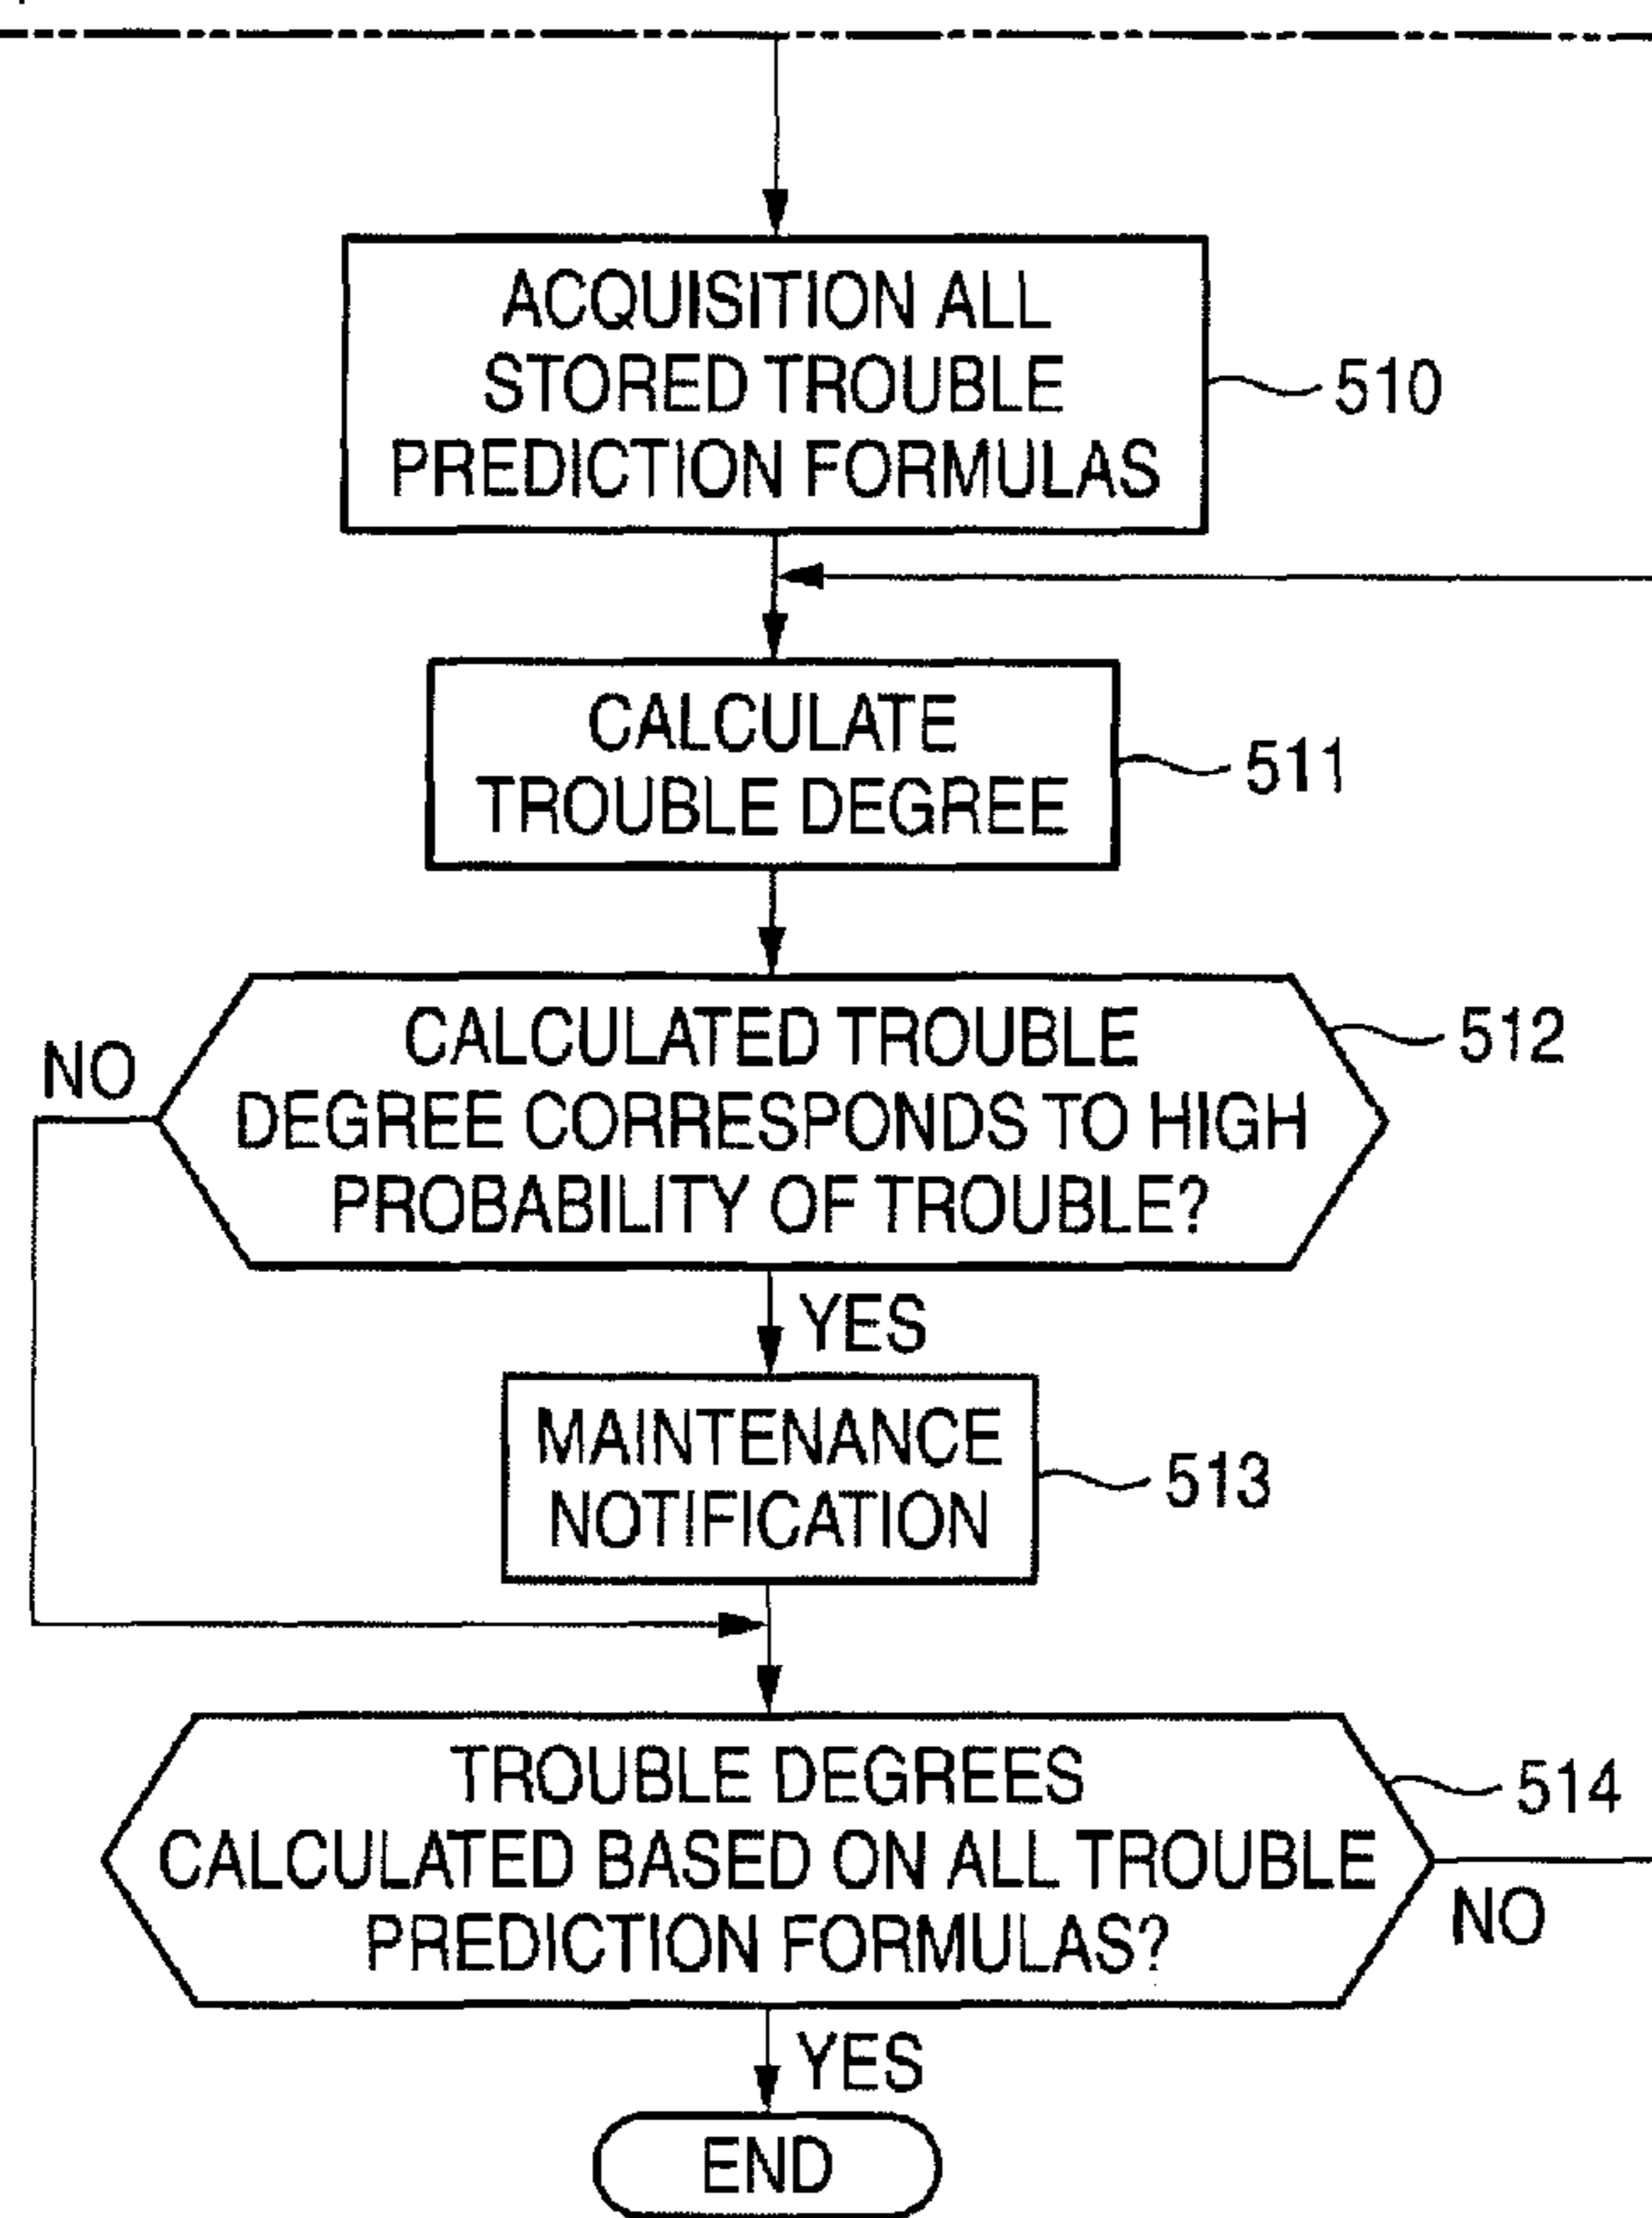 ACQUISITION ALL
STORED TROUBLE
PREDICTION FORMULAS
510
CALCULATE
TROUBLE DEGREE
511
CALCULATED TROUBLE
DEGREE CORRESPONDS TO HIGH
PROBABILITY OF TROUBLE?
512
NO
YES
MAINTENANCE
NOTIFICATION
513
TROUBLE DEGREES
CALCULATED BASED ON ALL TROUBLE
PREDICTION FORMULAS?
514
NO
YES
END